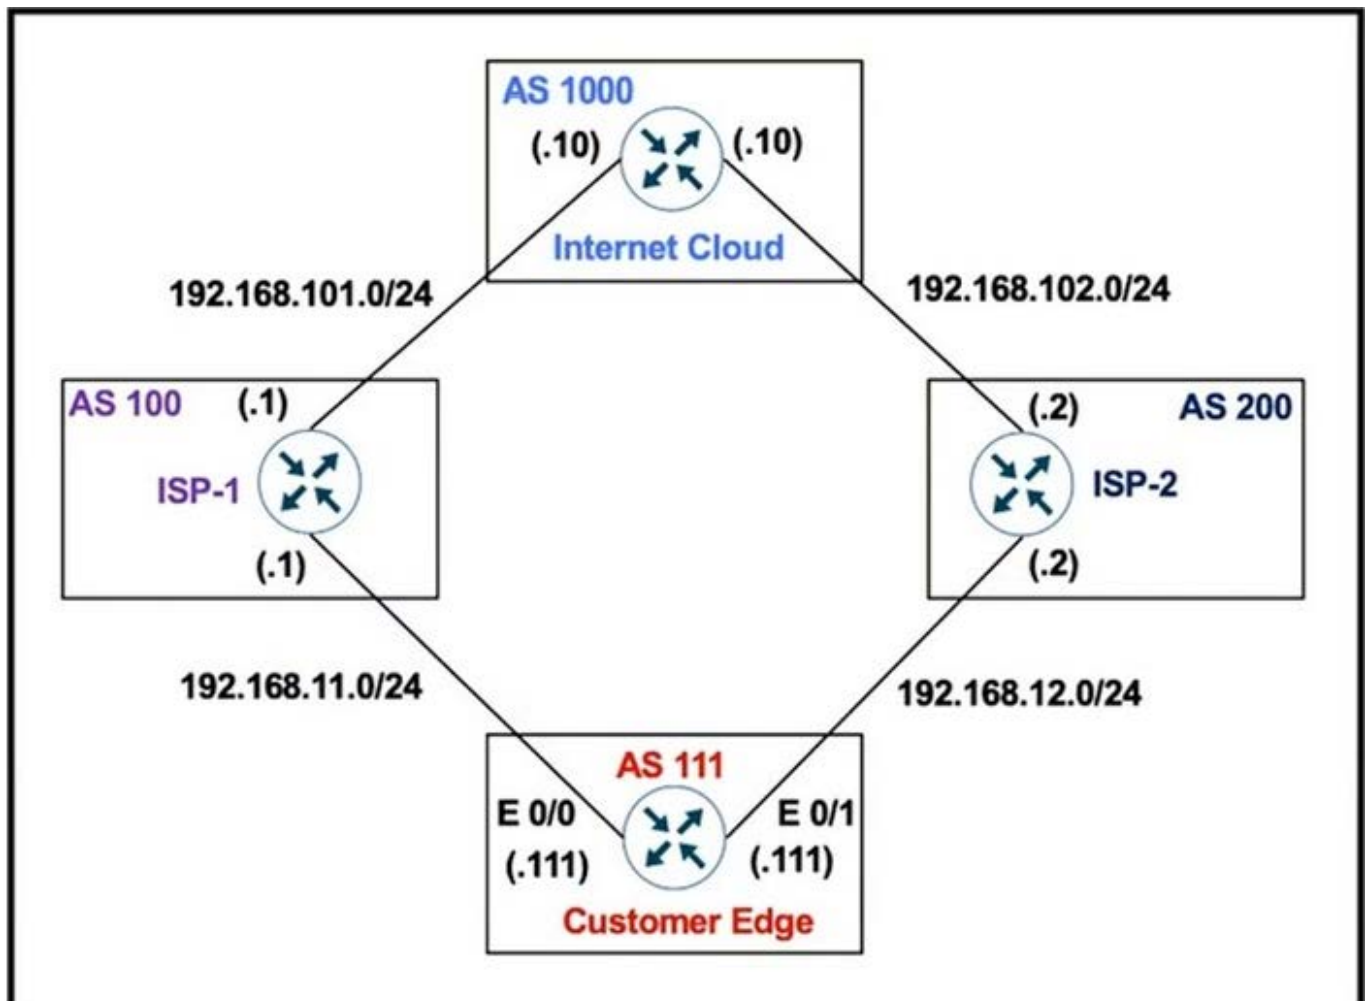 AS 1000
(.10)
(.10)
Internet Cloud
192.168.101.0/24
192.168.102.0/24
AS 100
(.1)
ISP-1
(.1)
(.2)
AS 200
ISP-2
(.2)
192.168.11.0/24
192.168.12.0/24
AS 111
E 0/0
E 0/1
(.111)
(.111)
Customer Edge